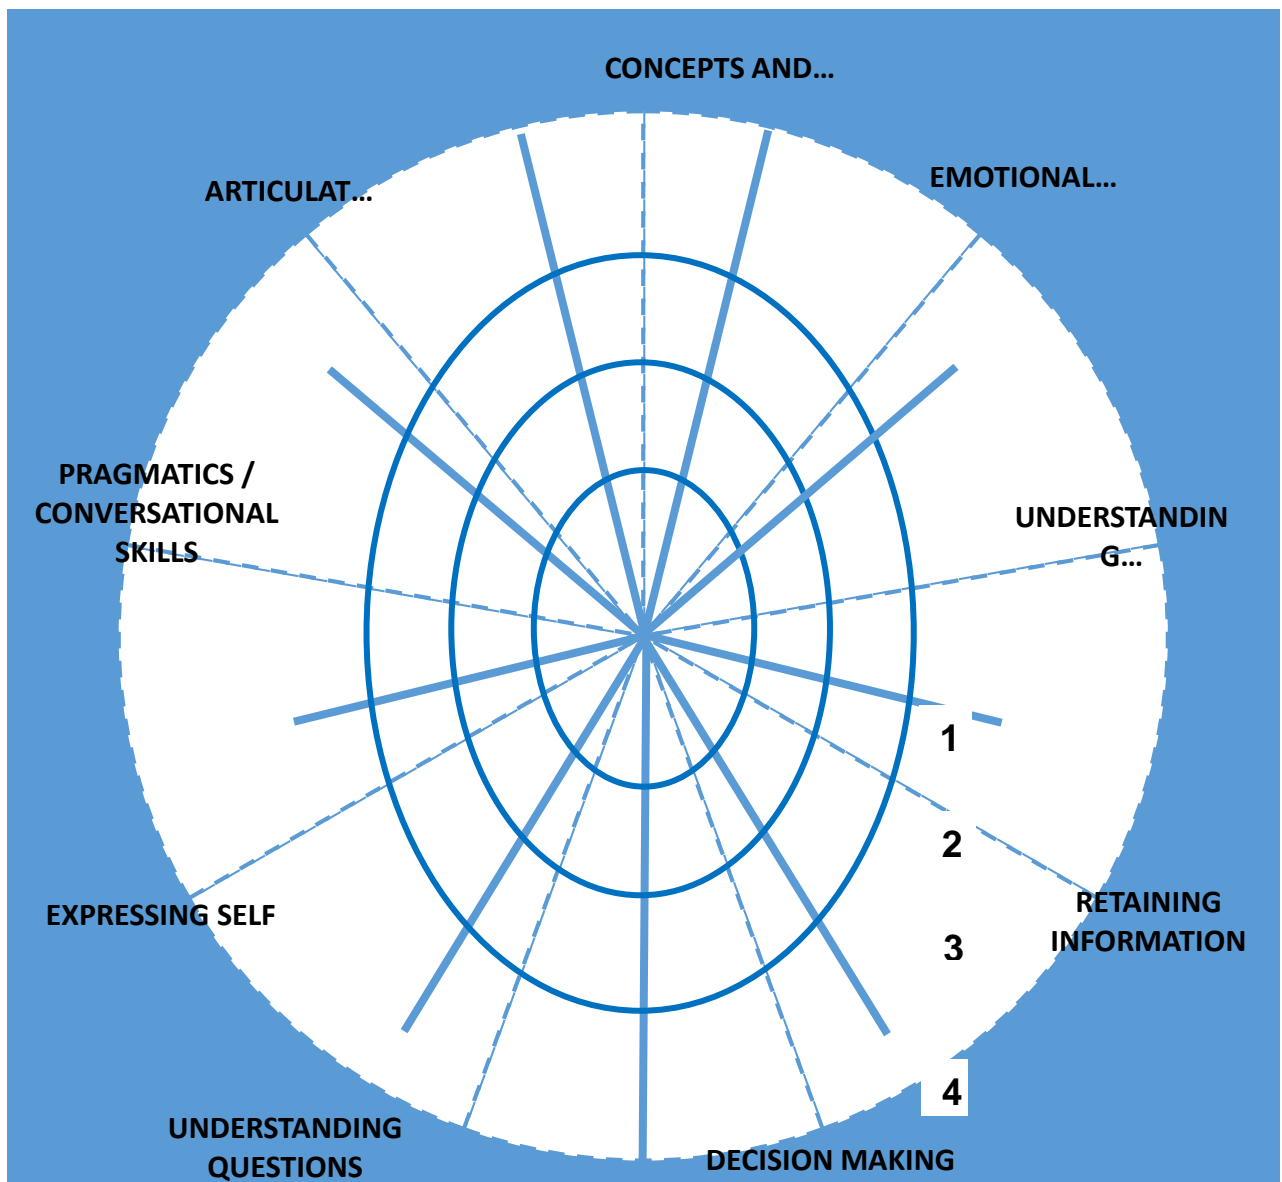 CONCEPTS AND…
EMOTIONAL…
ARTICULAT…
PRAGMATICS /
CONVERSATIONAL
SKILLS
UNDERSTANDIN
G…
1
2
3
4
RETAINING
INFORMATION
EXPRESSING SELF
UNDERSTANDING
QUESTIONS
DECISION MAKING